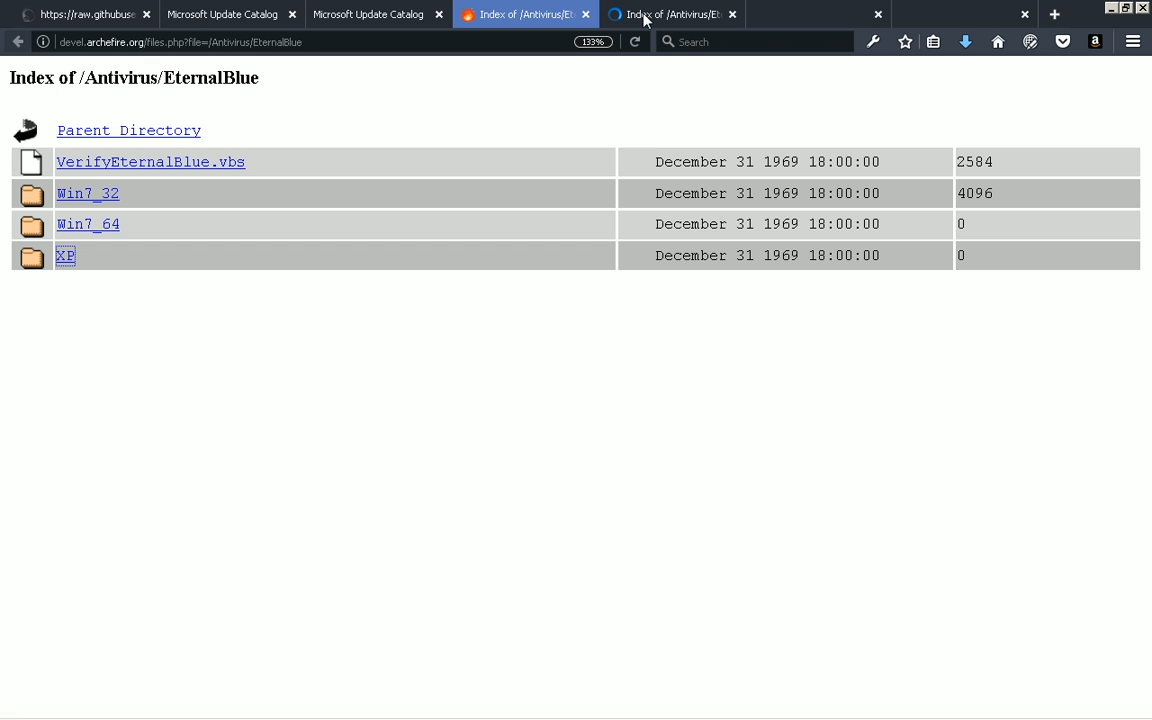 https://raw.githubuse
Microsoft Update Catalog
Microsoft Update Catalog
Index of /Antivirus/Et
Index of /Antivirus/Et
devel.archefire.org/files.php?file=/Antivirus/EternalBlue
133%
Search
Index of /Antivirus/EternalBlue
Parent Directory
VerifyEternalBlue.vbs December 31 1969 18:00:00 2584
Win7_32 December 31 1969 18:00:00 4096
Win7_64 December 31 1969 18:00:00 0
XP December 31 1969 18:00:00 0